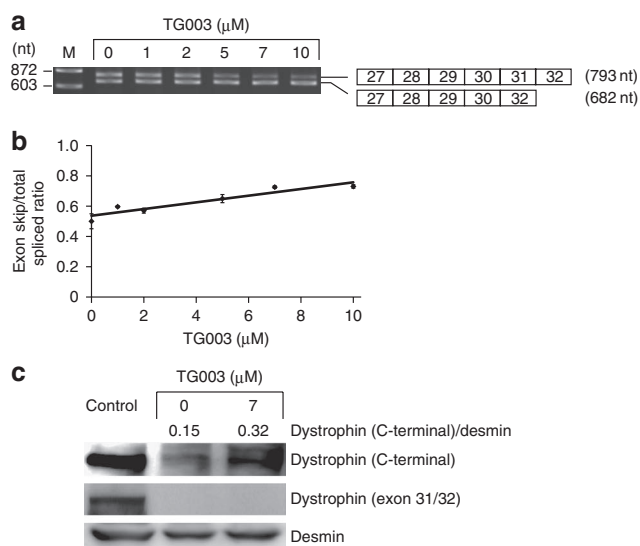 a
TG003 (μM)
(nt) M 0 1 2 5 7 10
872
603
27 28 29 30 31 32 (793 nt)
27 28 29 30 32 (682 nt)
b
Exon skip/total
spliced ratio
1.0
0.8
0.6
0.4
0.2
0
0 2 4 6 8 10
TG003 (μM)
c
TG003 (μM)
Control 0 7
0.15 0.32 Dystrophin (C-terminal)/desmin
Dystrophin (C-terminal)
Dystrophin (exon 31/32)
Desmin